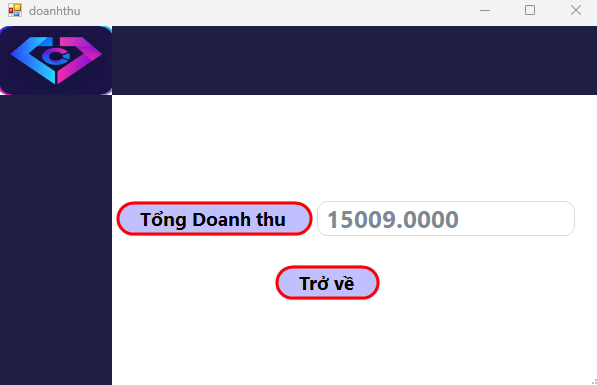 doanhthu
Tổng Doanh thu 15009.0000
Trở về